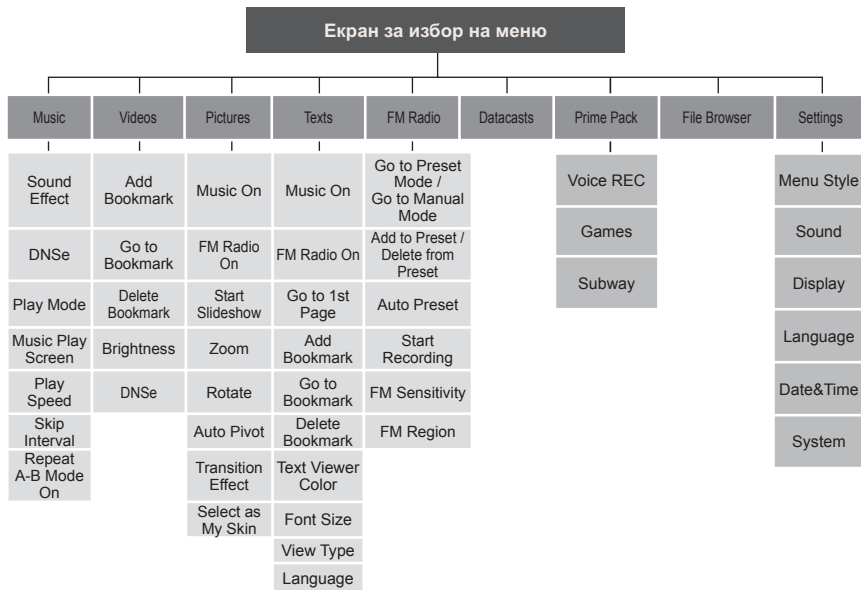 Екран за избор на меню
Music
Videos
Pictures
Texts
FM Radio
Datacasts
Prime Pack
File Browser
Settings
Sound
Effect
DNSe
Play Mode
Music Play
Screen
Play
Speed
Skip
Interval
Repeat
A-B Mode
On
Add
Bookmark
Go to
Bookmark
Delete
Bookmark
Brightness
DNSe
Music On
FM Radio
On
Start
Slideshow
Zoom
Rotate
Auto Pivot
Transition
Effect
Select as
My Skin
Music On
FM Radio On
Go to 1st
Page
Add
Bookmark
Go to
Bookmark
Delete
Bookmark
Text Viewer
Color
Font Size
View Type
Language
Go to Preset
Mode /
Go to Manual
Mode
Add to Preset /
Delete from
Preset
Auto Preset
Start
Recording
FM Sensitivity
FM Region
Voice REC
Games
Subway
Menu Style
Sound
Display
Language
Date&Time
System